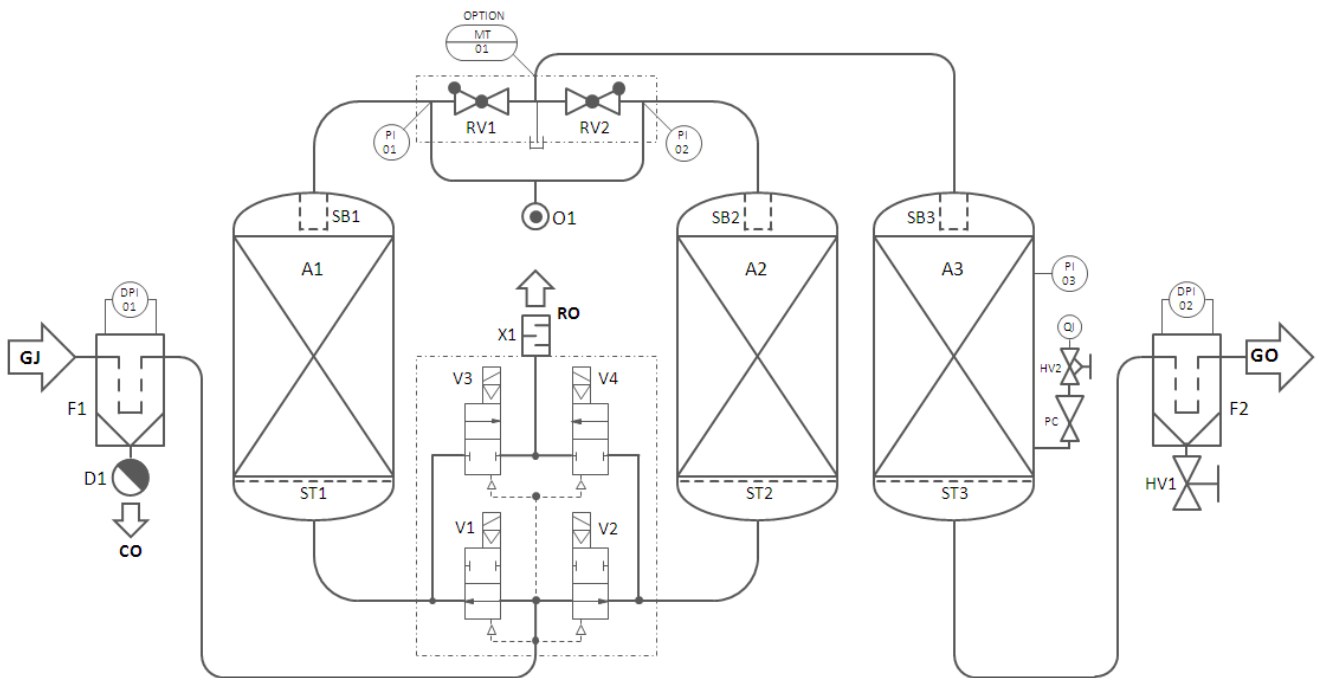 OPTION
MT
01
RV1
RV2
PI
01
PI
02
SB1
O1
SB2
SB3
A1
A2
A3
PI
03
DPI
01
DPI
02
RO
X1
QI
GJ
GO
HV2
V3
V4
F1
PC
F2
D1
ST1
ST2
ST3
HV1
V1
V2
CO